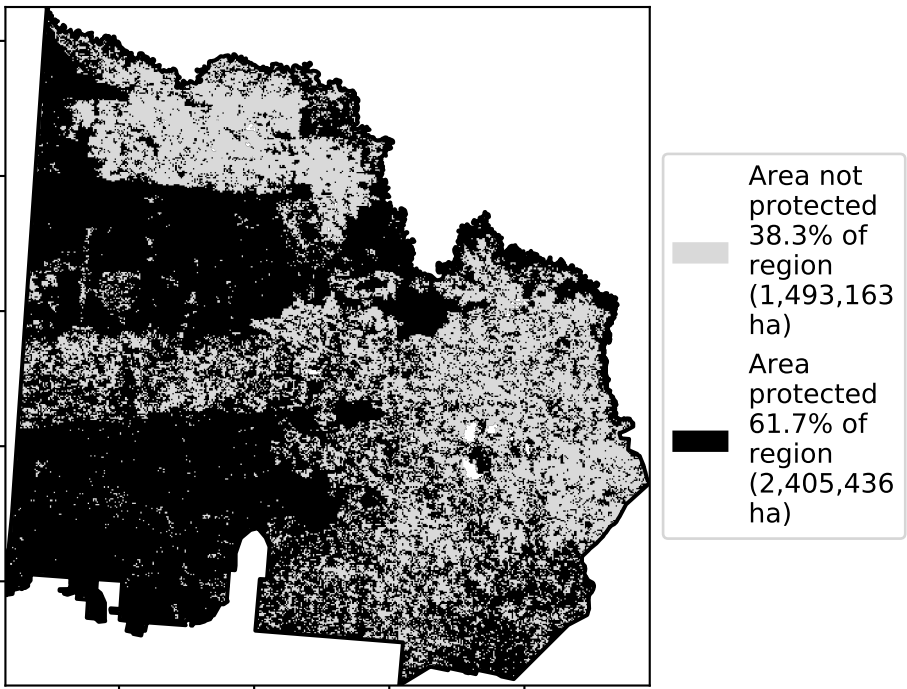 Area not
protected
38.3% of
region
(1,493,163
ha)
Area
protected
61.7% of
region
(2,405,436
ha)